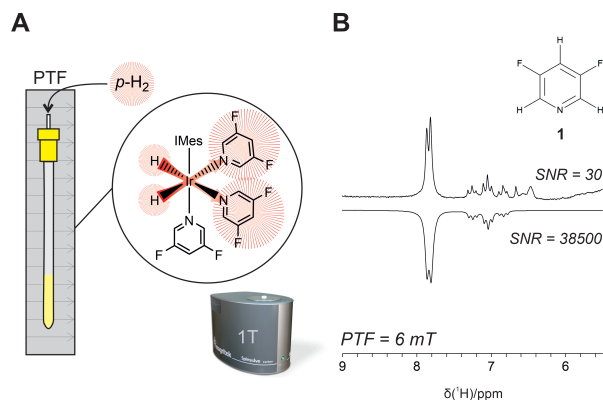 A
PTF
p-H₂
IMes
F
H
N
F
Ir
H
N
F
F
N
F
F
1T
B
H
F
F
H
N
H
1
SNR = 30
SNR = 38500
PTF = 6 mT
9
8
7
6
δ(¹H)/ppm